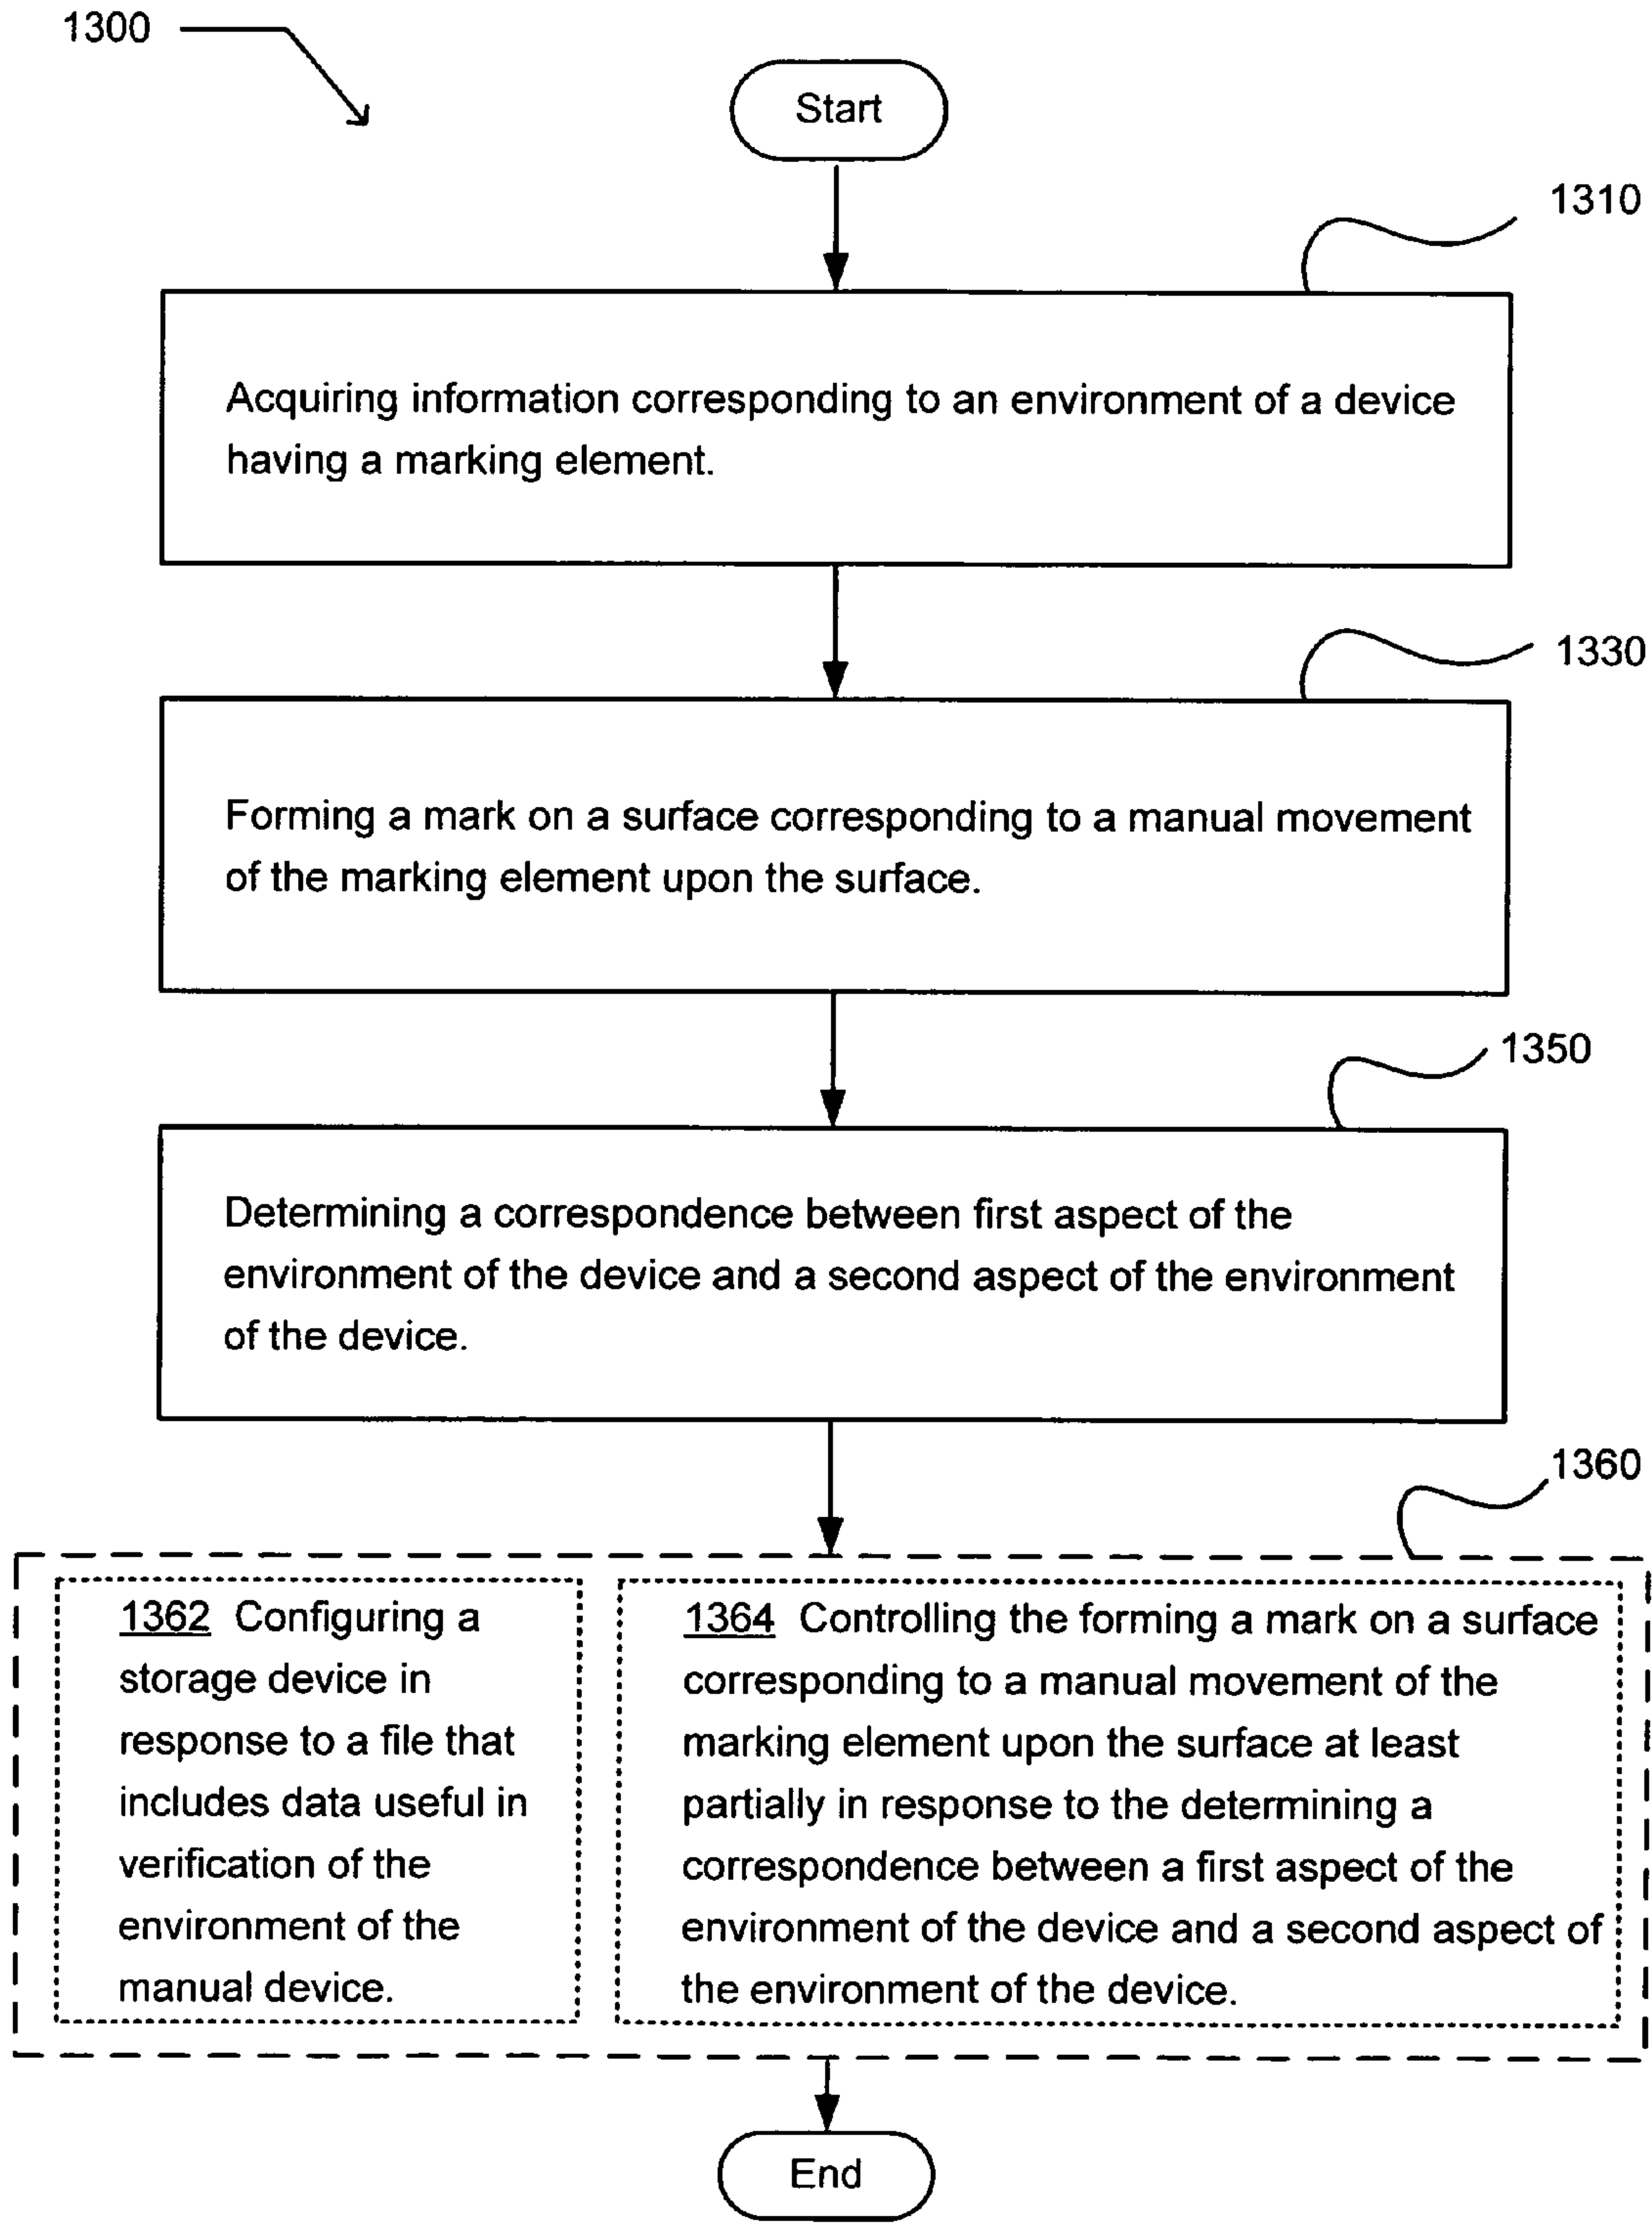 1300
Start
1310
Acquiring information corresponding to an environment of a device
having a marking element.
1330
Forming a mark on a surface corresponding to a manual movement
of the marking element upon the surface.
1350
Determining a correspondence between first aspect of the
environment of the device and a second aspect of the environment
of the device.
1360
1362 Configuring a
storage device in
response to a file that
includes data useful in
verification of the
environment of the
manual device.
1364 Controlling the forming a mark on a surface
corresponding to a manual movement of the
marking element upon the surface at least
partially in response to the determining a
correspondence between a first aspect of the
environment of the device and a second aspect of
the environment of the device.
End